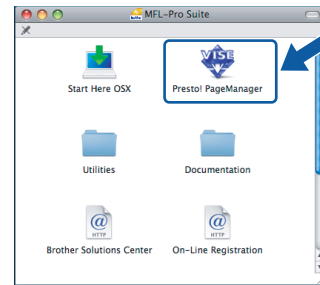 MFL-Pro Suite
Start Here OSX
Presto! PageManager
VISE
Utilities
Documentation
@
HTTP
@
HTTP
Brother Solutions Center
On-Line Registration